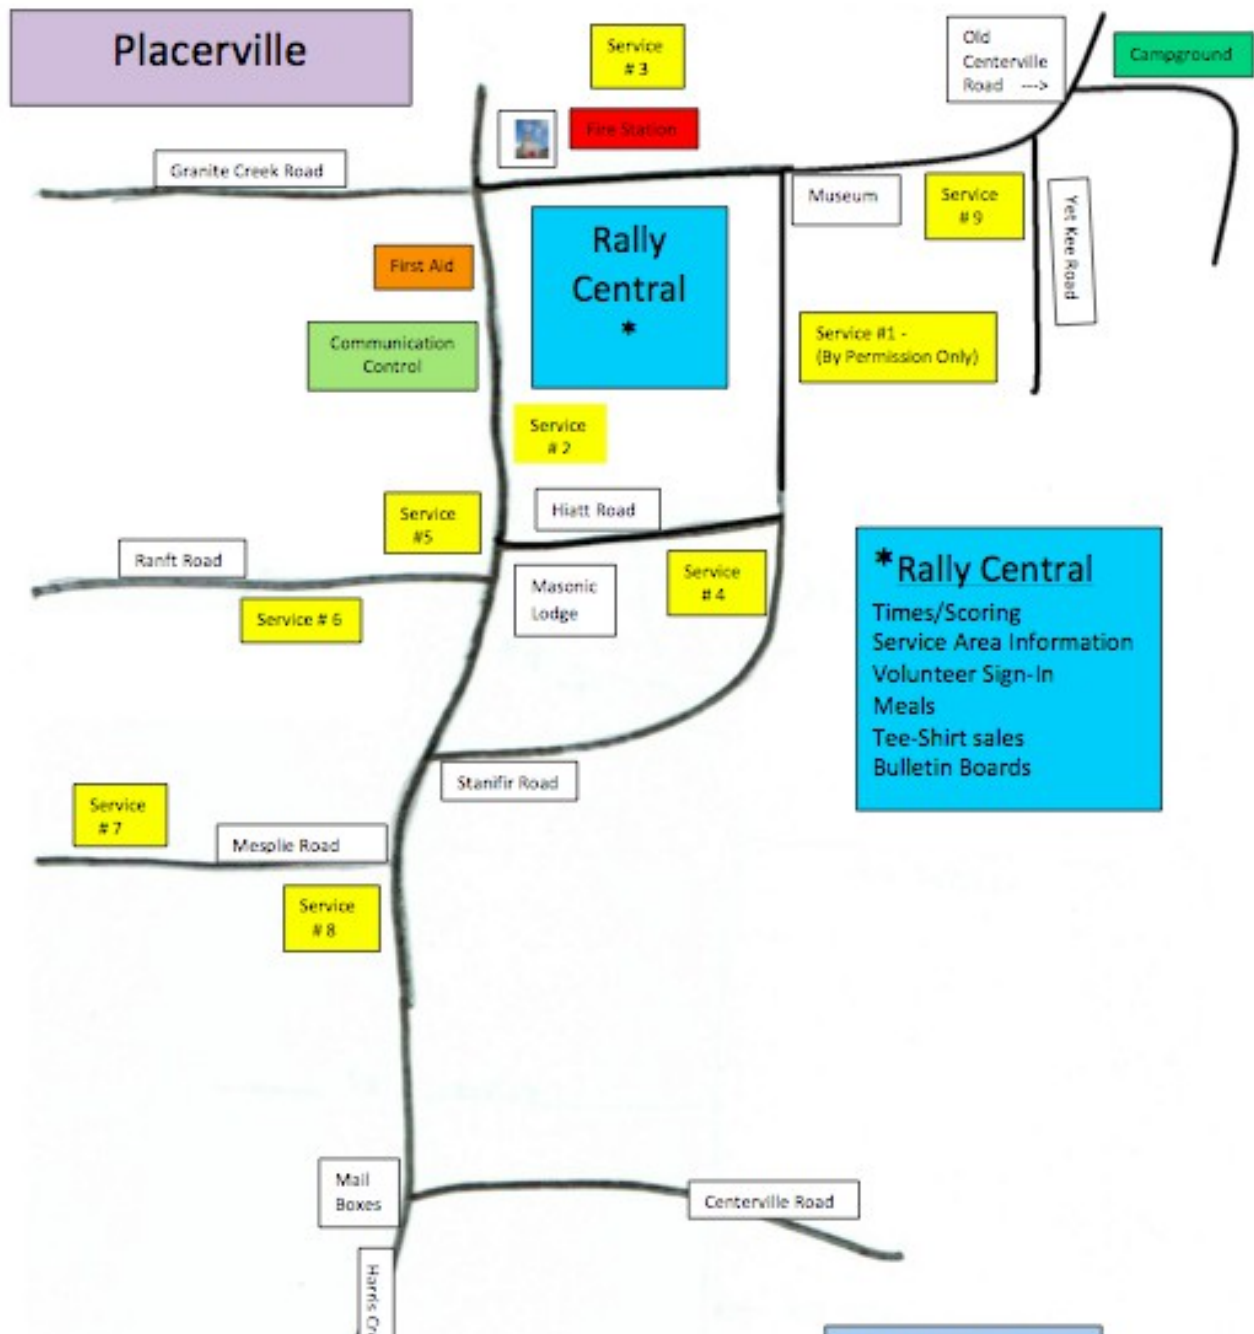 Placerville
Service
# 3
Old
Centerville
Road --->
Campground
Fire Station
Granite Creek Road
Museum
Service
# 9
Yet Kee Road
Rally
Central
*
First Aid
Communication
Control
Service #1 -
(By Permission Only)
Service
# 2
Service
#5
Hiatt Road
Ranft Road
Masonic
Lodge
Service
# 4
Service # 6
*Rally Central
Times/Scoring
Service Area Information
Volunteer Sign-In
Meals
Tee-Shirt sales
Bulletin Boards
Stanifir Road
Service
# 7
Mesplie Road
Service
# 8
Mail
Boxes
Centerville Road
Harris